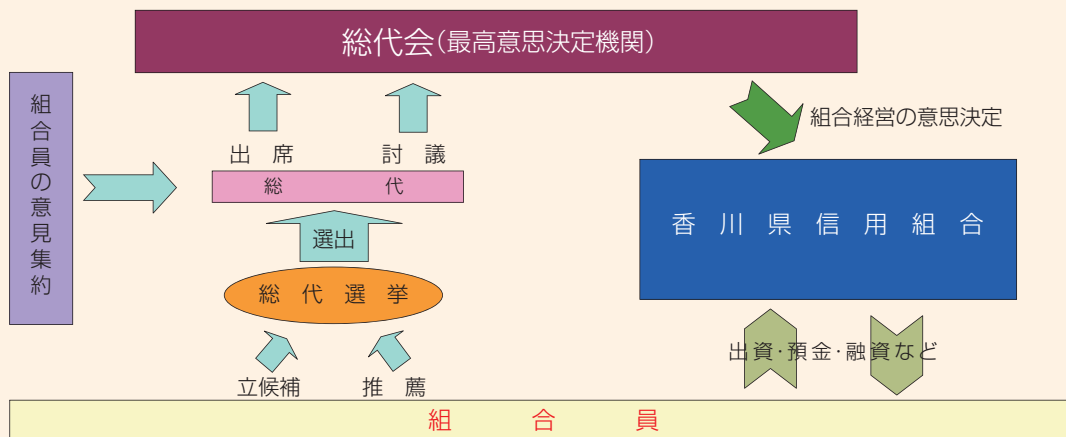 総代会(最高意思決定機関)
組合員の意見集約
組合経営の意思決定
出席 討議
総代
香川県信用組合
選出
総代選挙
出資・預金・融資など
立候補 推薦
組合員